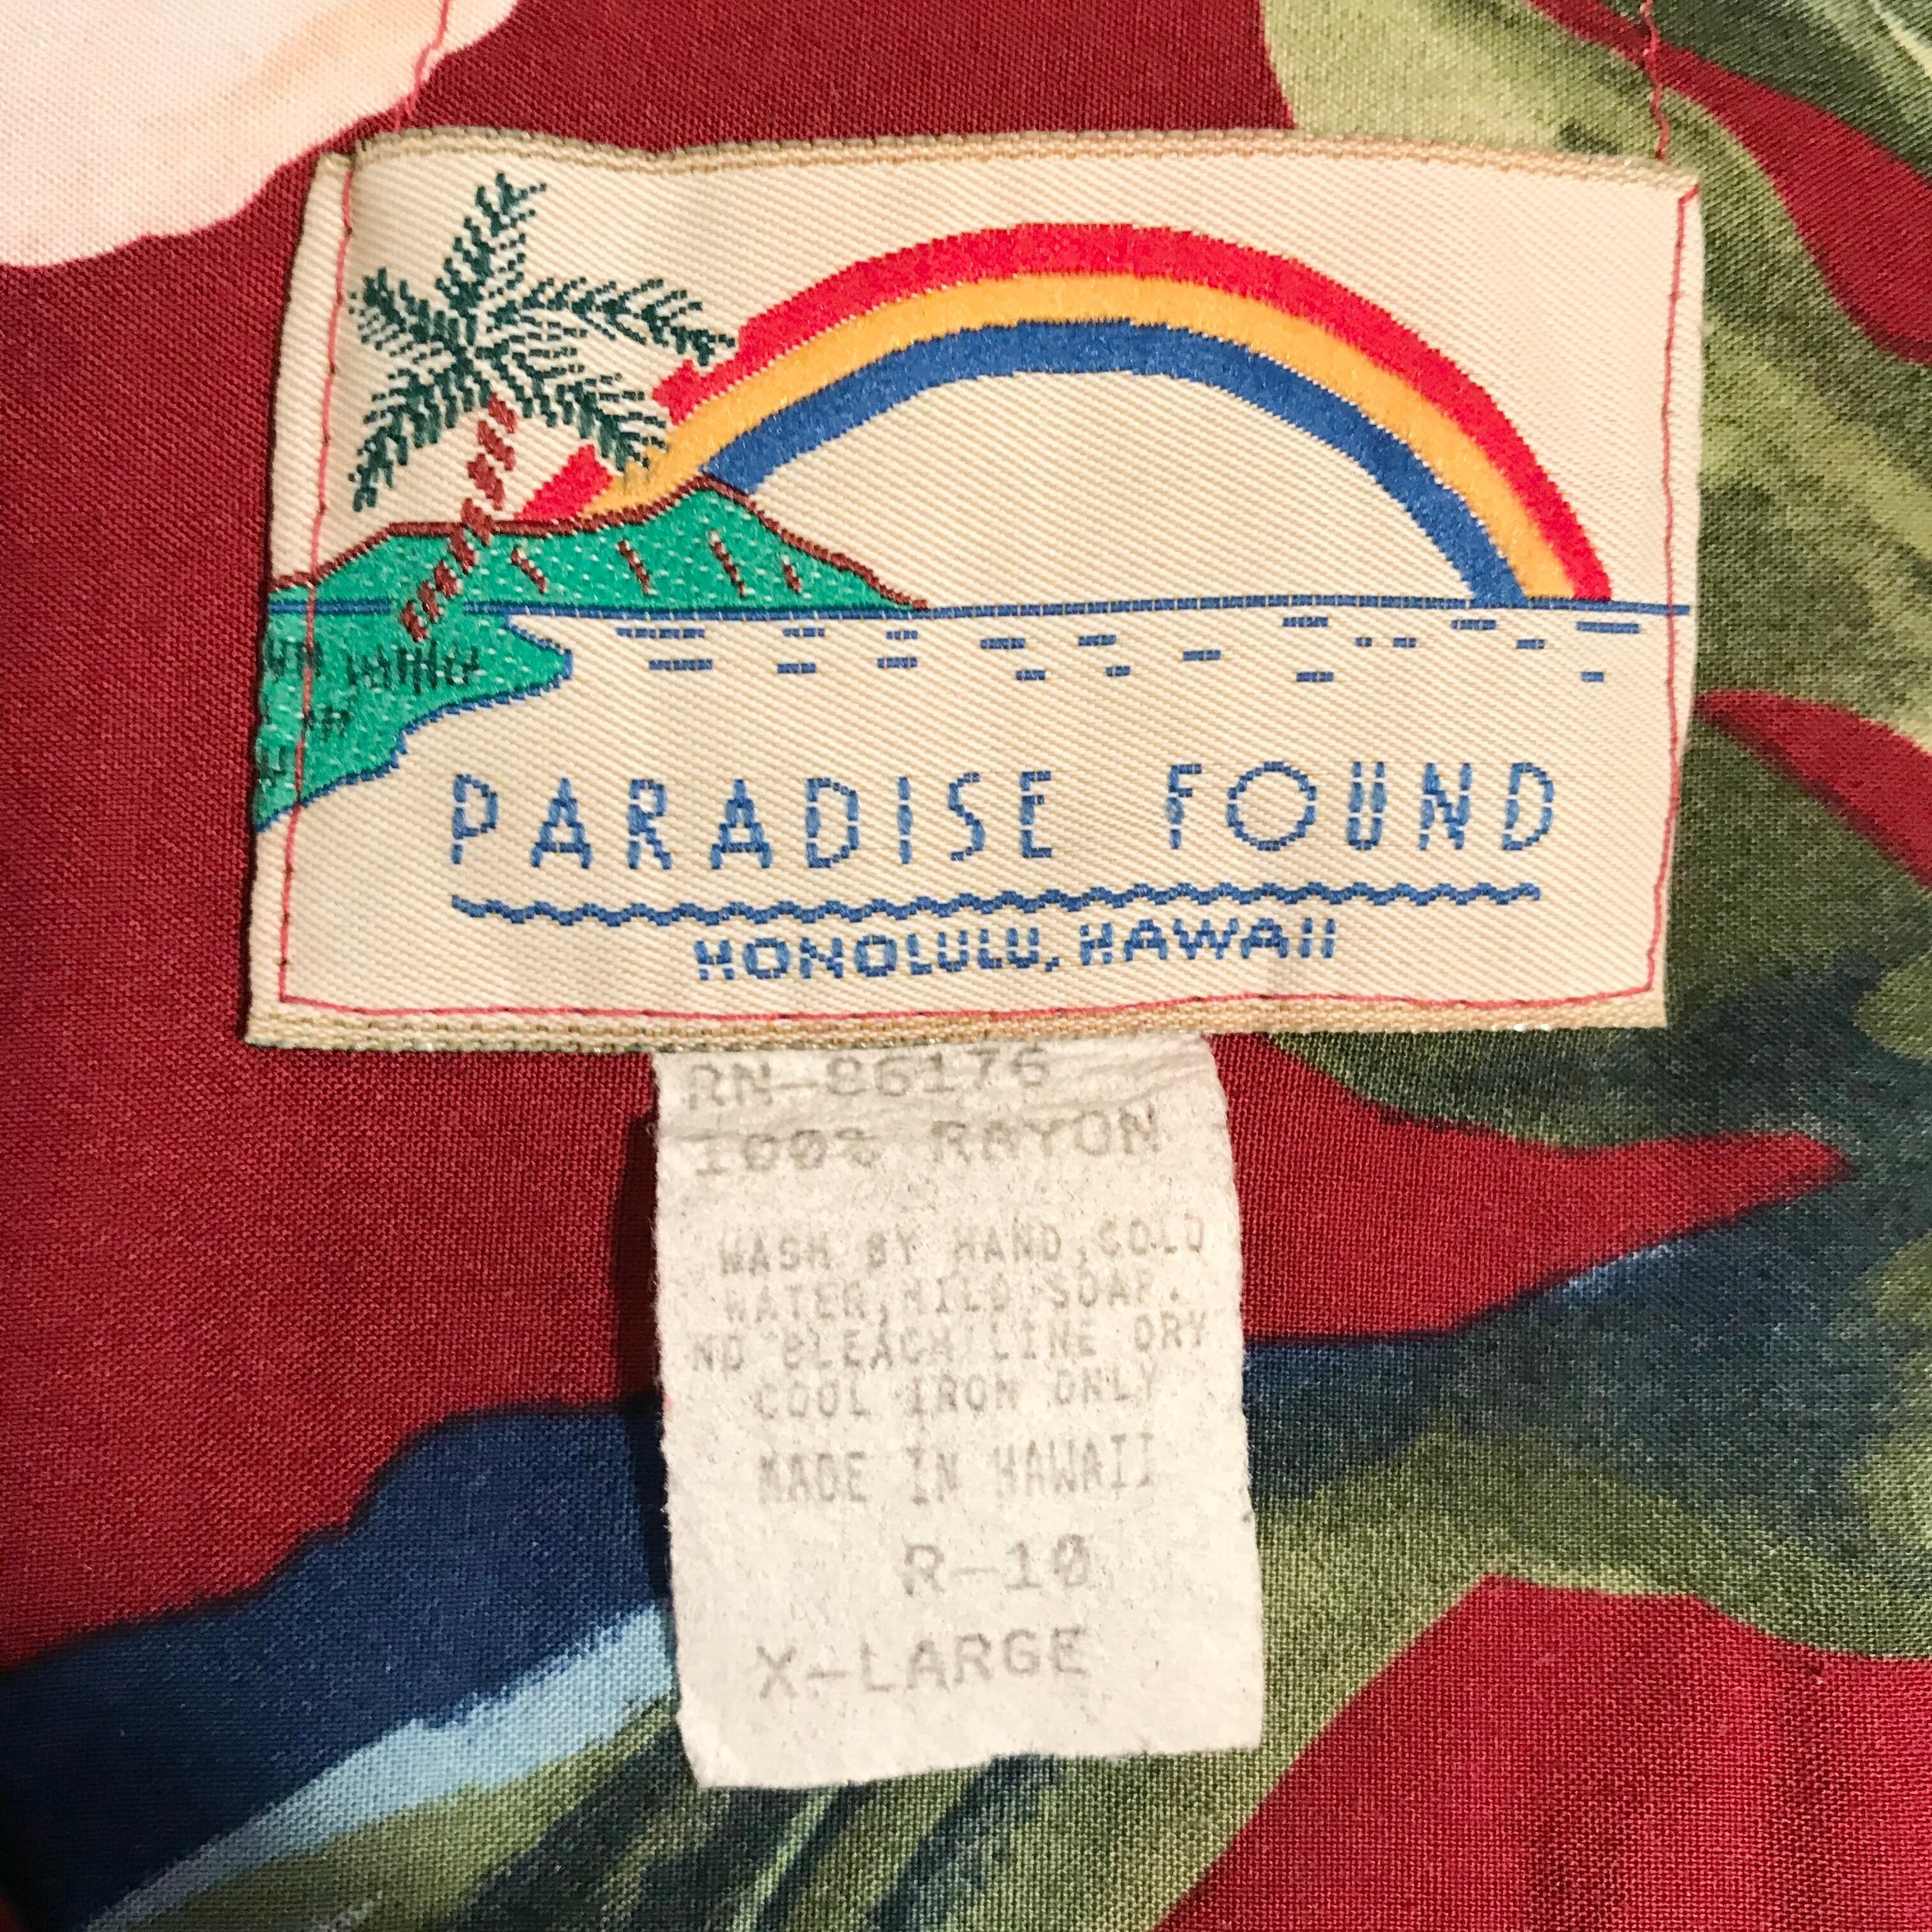 PARADISE FOUND
HONOLULU, HAWAII
RN-86176
100% RAYON
WASH BY HAND, COLD
WATER, MILD SOAP.
NO BLEACH LINE DRY
COOL IRON ONLY
MADE IN HAWAII
R-10
X-LARGE